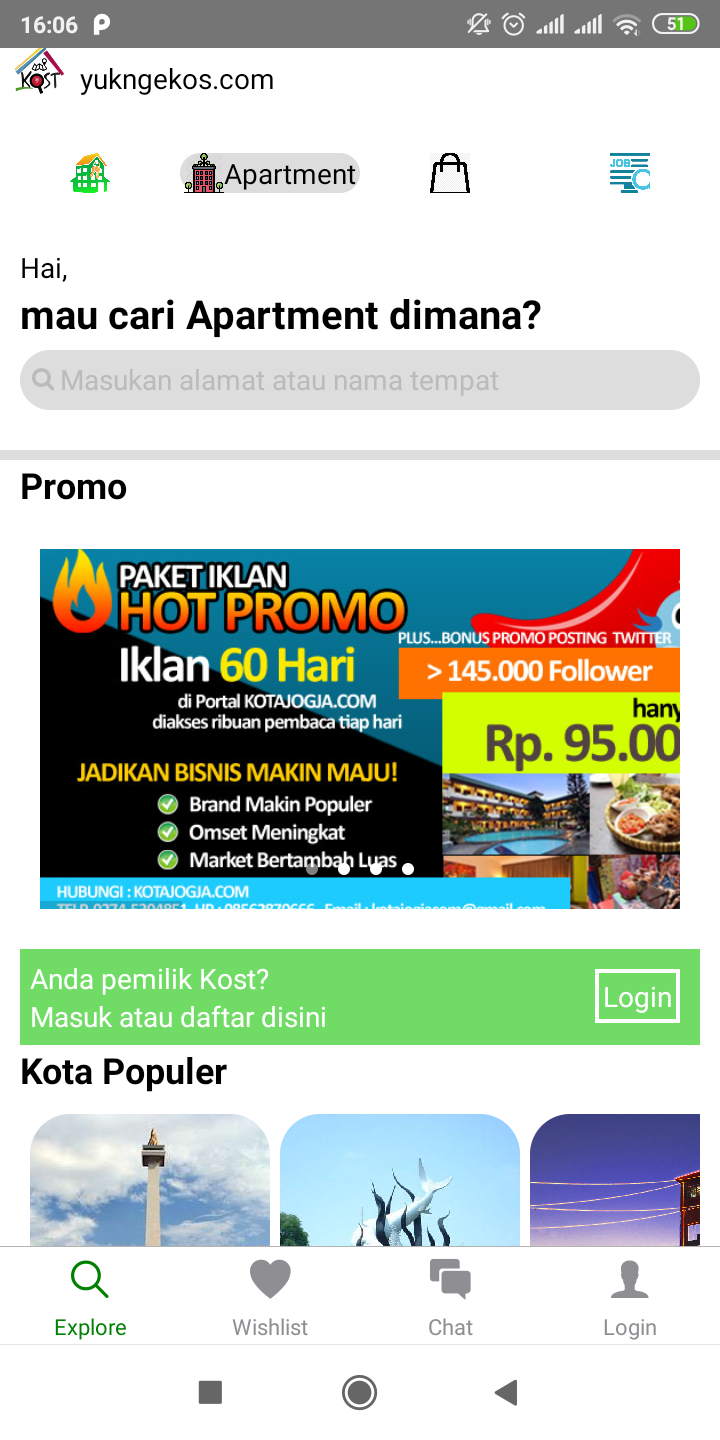 16:06
51
KOST
yukngekos.com
Apartment
JOB
Hai,
mau cari Apartment dimana?
Masukan alamat atau nama tempat
Promo
PAKET IKLAN
HOT PROMO
PLUS...BONUS PROMO POSTING TWITTER
Iklan 60 Hari
> 145.000 Follower
di Portal KOTAJOGJA.COM
diakses ribuan pembaca tiap hari
hany
Rp. 95.00
JADIKAN BISNIS MAKIN MAJU!
Brand Makin Populer
Omset Meningkat
Market Bertambah Luas
HUBUNGI : KOTAJOGJA.COM
Anda pemilik Kost?
Masuk atau daftar disini
Login
Kota Populer
Explore
Wishlist
Chat
Login